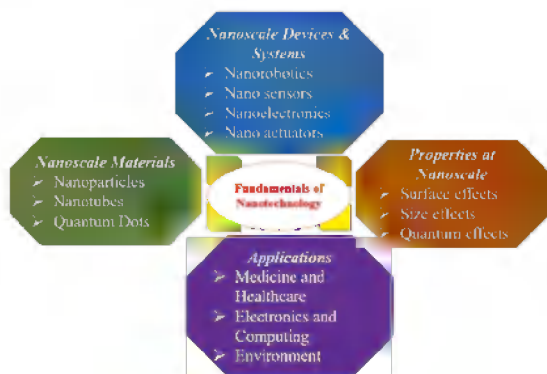 Nanoscale Devices &
Systems
➢ Nanorobotics
➢ Nano sensors
➢ Nanoelectronics
➢ Nano actuators
Nanoscale Materials
➢ Nanoparticles
➢ Nanotubes
➢ Quantum Dots
Fundamentals of
Nanotechnology
Properties at
Nanoscale
➢ Surface effects
➢ Size effects
➢ Quantum effects
Applications
➢ Medicine and
Healthcare
➢ Electronics and
Computing
➢ Environment